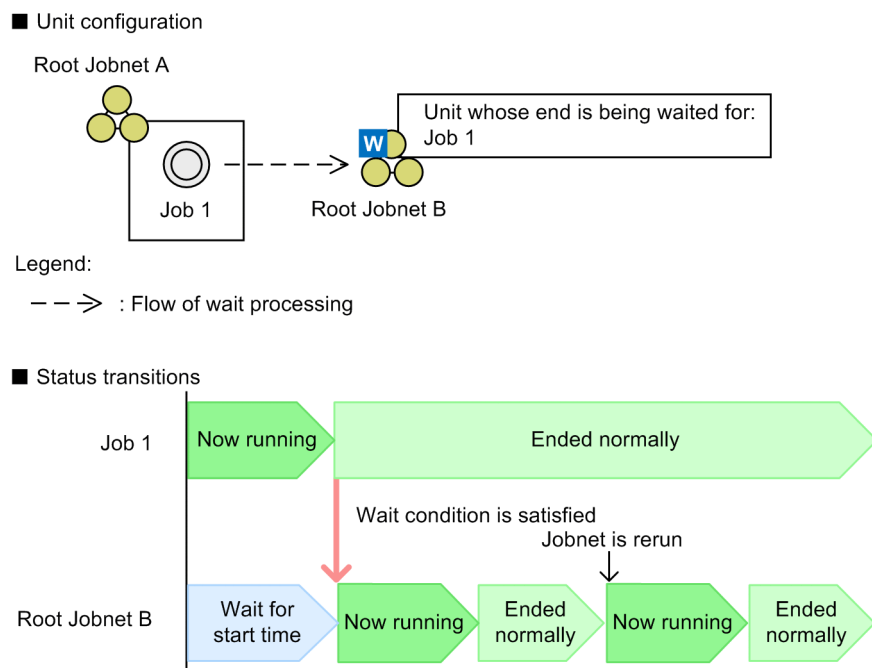 ■ Unit configuration
Root Jobnet A
Unit whose end is being waited for:
Job 1
W
Job 1
Root Jobnet B
Legend:
: Flow of wait processing
■ Status transitions
Job 1
Now running
Ended normally
Wait condition is satisfied
Jobnet is rerun
Root Jobnet B
Wait for
start time
Now running
Ended
normally
Now running
Ended
normally